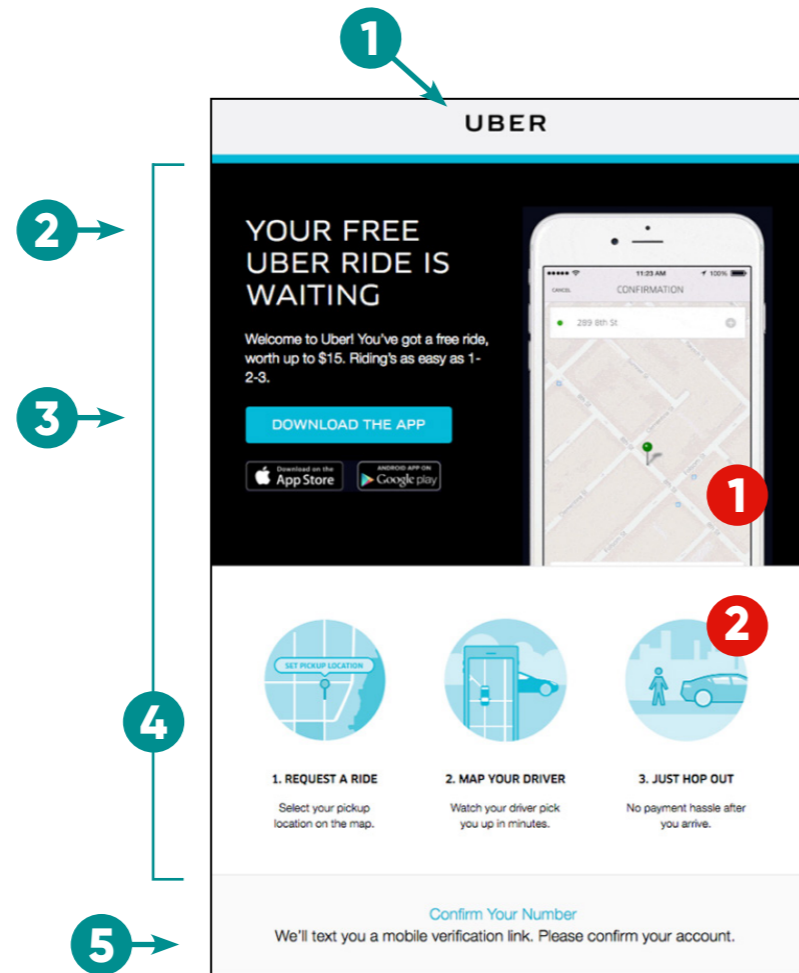 1
UBER
2
YOUR FREE
UBER RIDE IS
WAITING
Welcome to Uber! You've got a free ride,
worth up to $15. Riding's as easy as 1-
2-3.
3
DOWNLOAD THE APP
Download on the
App Store
ANDROID APP ON
Google play
11:23 AM
100%
CANCEL
CONFIRMATION
289 8th St
1
2
4
SET PICKUP LOCATION
1. REQUEST A RIDE
Select your pickup
location on the map.
2. MAP YOUR DRIVER
Watch your driver pick
you up in minutes.
3. JUST HOP OUT
No payment hassle after
you arrive.
5
Confirm Your Number
We'll text you a mobile verification link. Please confirm your account.